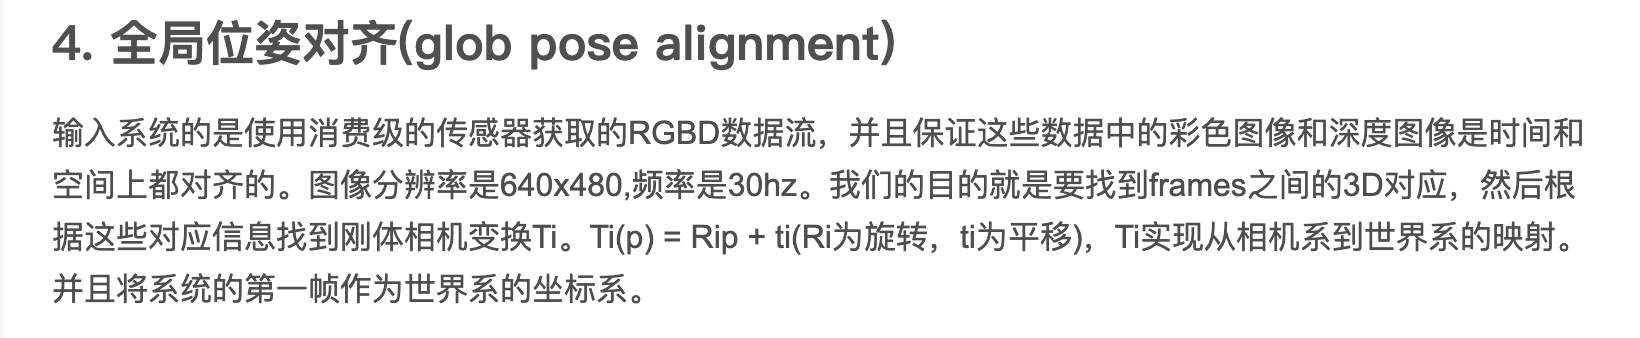 4. 全局位姿对齐(glob pose alignment)
输入系统的是使用消费级的传感器获取的RGBD数据流，并且保证这些数据中的彩色图像和深度图像是时间和
空间上都对齐的。图像分辨率是640x480,频率是30hz。我们的目的就是要找到frames之间的3D对应，然后根
据这些对应信息找到刚体相机变换Ti。Ti(p) = Rip + ti(Ri为旋转，ti为平移)，Ti实现从相机系到世界系的映射。
并且将系统的第一帧作为世界系的坐标系。